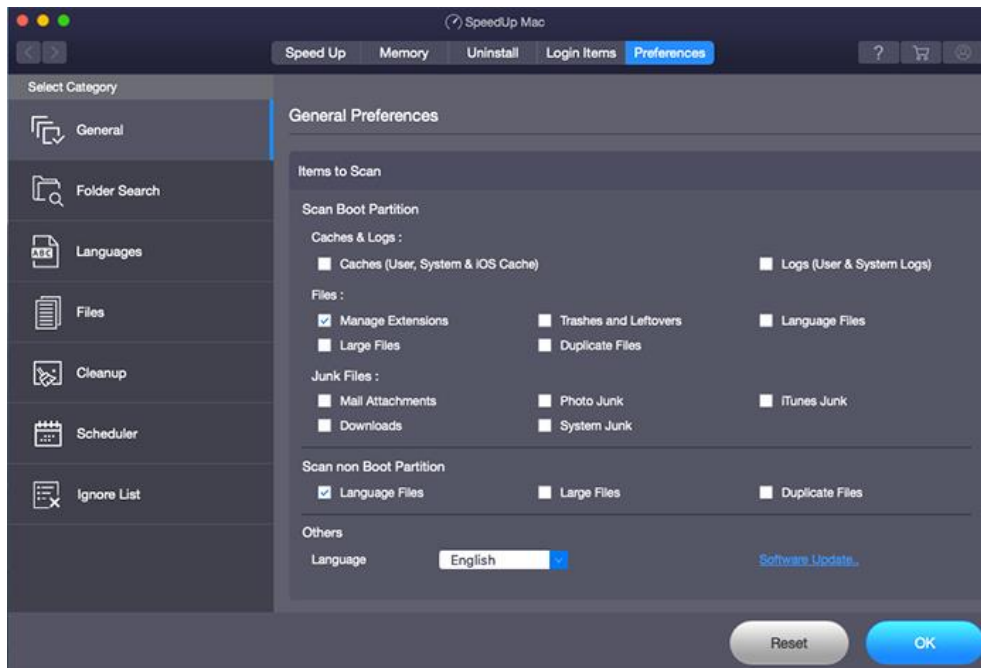 SpeedUp Mac
Speed Up Memory Uninstall Login Items Preferences ?
Select Category
General
Folder Search
ABC
Languages
Files
Cleanup
Scheduler
Ignore List
General Preferences
Items to Scan
Scan Boot Partition
Caches & Logs :
Caches (User, System & iOS Cache) Logs (User & System Logs)
Files :
Manage Extensions Trashes and Leftovers Language Files
Large Files Duplicate Files
Junk Files :
Mail Attachments Photo Junk iTunes Junk
Downloads System Junk
Scan non Boot Partition
Language Files Large Files Duplicate Files
Others
Language English Software Update..
Reset OK